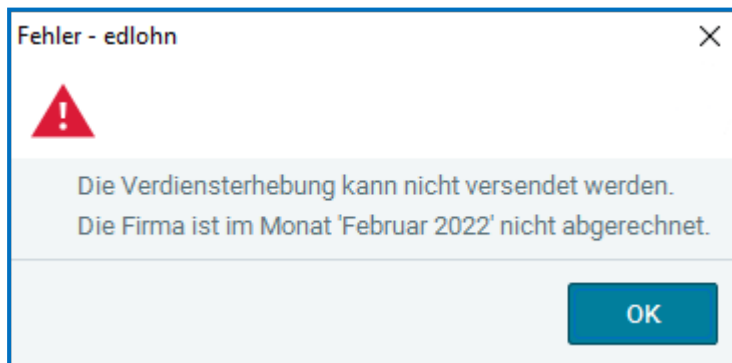 Fehler - edlohn
Die Verdiensterhebung kann nicht versendet werden.
Die Firma ist im Monat 'Februar 2022' nicht abgerechnet.
OK